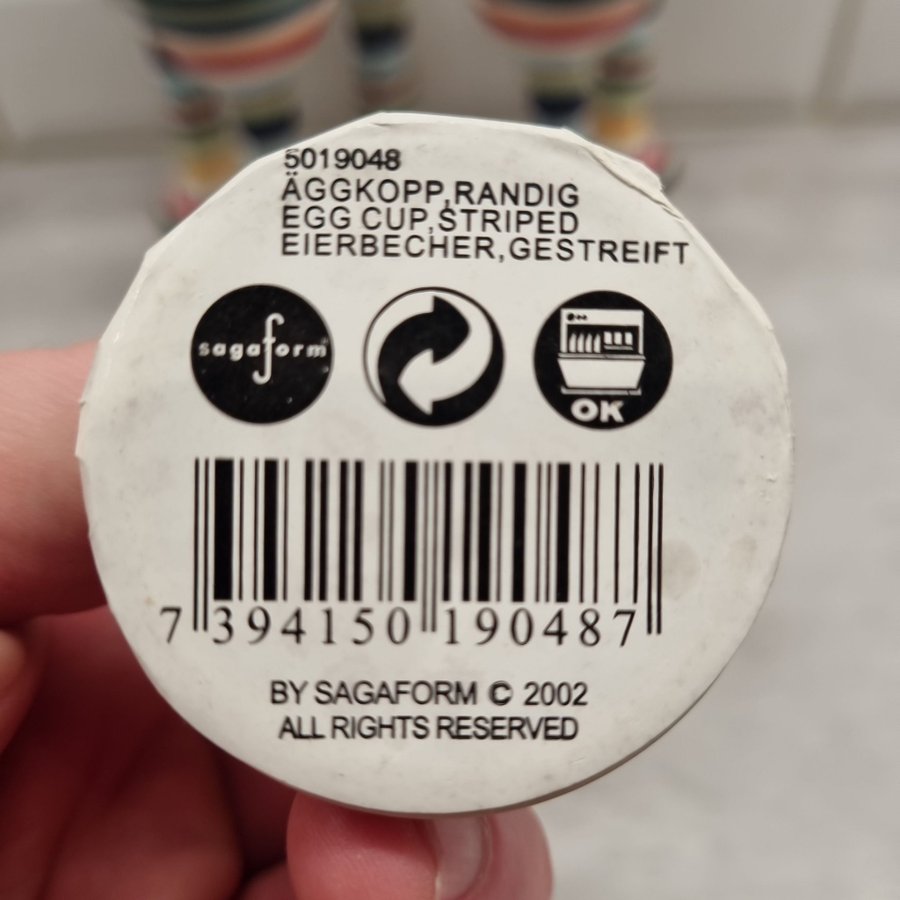 5019048
ÄGGKOPP,RANDIG
EGG CUP,STRIPED
EIERBECHER,GESTREIFT
sagaform
OK
7 394150 190487
BY SAGAFORM © 2002
ALL RIGHTS RESERVED